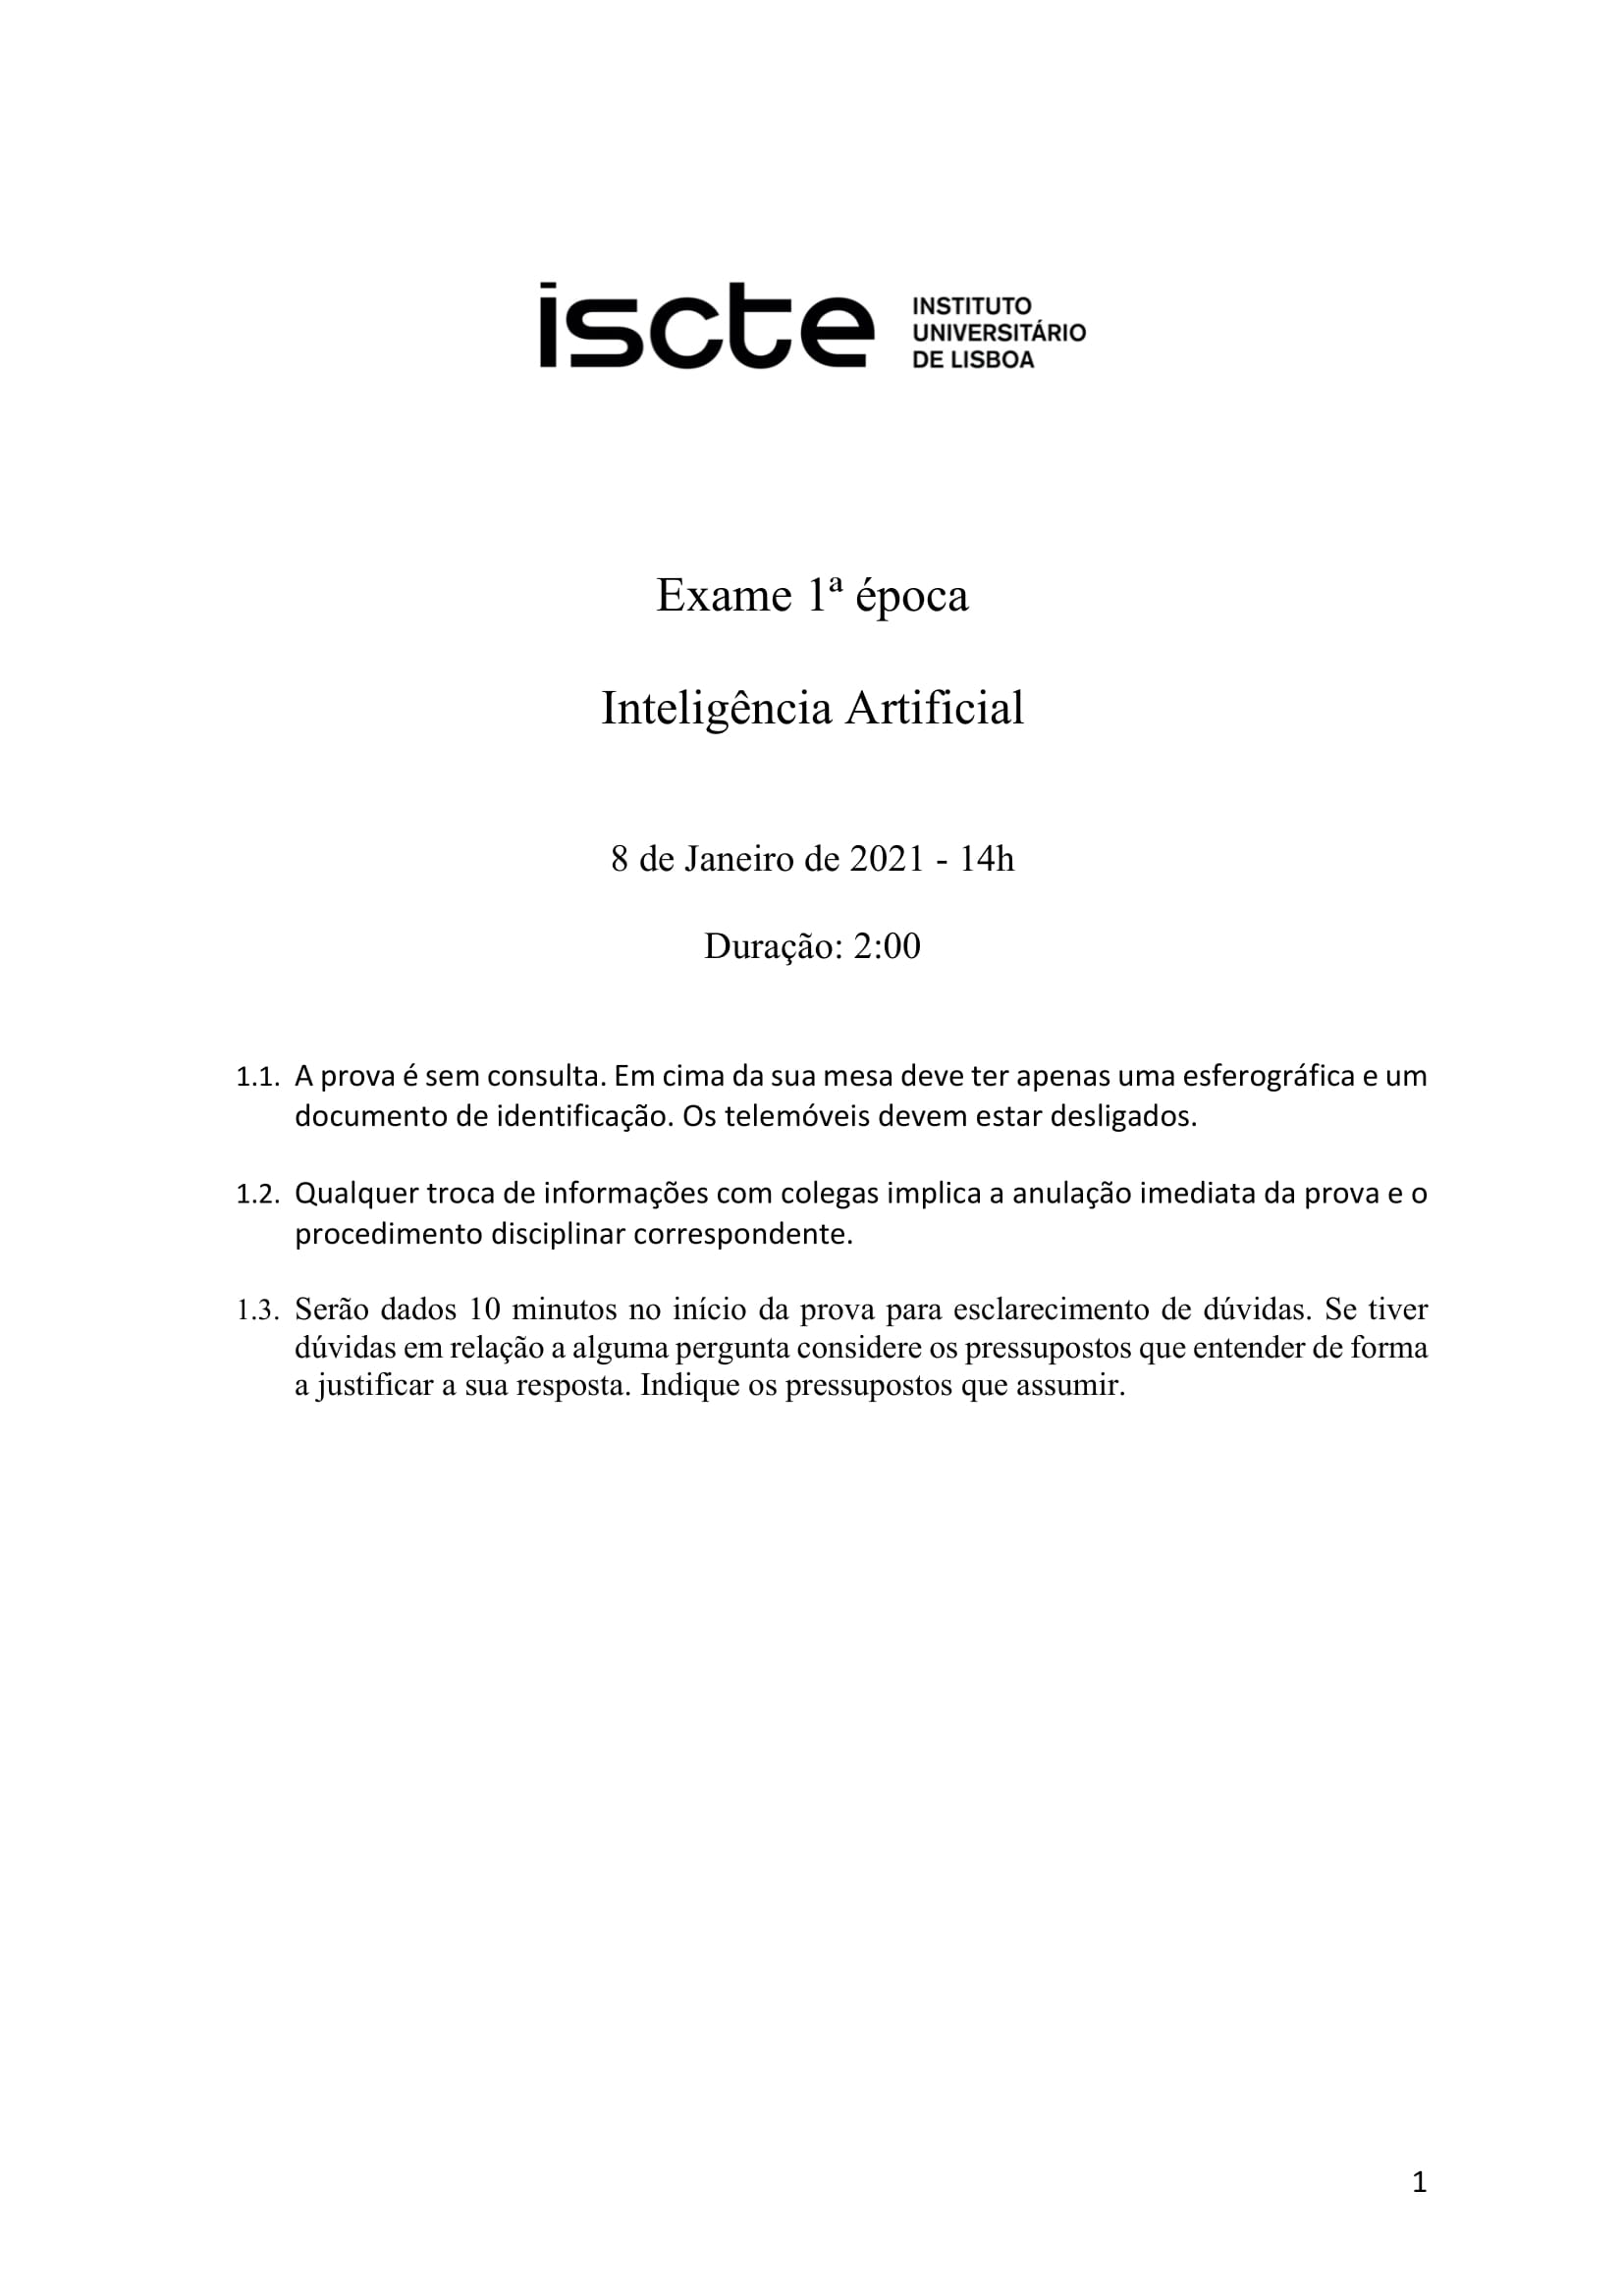 iscte
INSTITUTO
UNIVERSITÁRIO
DE LISBOA
Exame 1ª época
Inteligência Artificial
8 de Janeiro de 2021 - 14h
Duração: 2:00
1.1. A prova é sem consulta. Em cima da sua mesa deve ter apenas uma esferográfica e um
documento de identificação. Os telemóveis devem estar desligados.
1.2. Qualquer troca de informações com colegas implica a anulação imediata da prova e o
procedimento disciplinar correspondente.
1.3. Serão dados 10 minutos no início da prova para esclarecimento de dúvidas. Se tiver
dúvidas em relação a alguma pergunta considere os pressupostos que entender de forma
a justificar a sua resposta. Indique os pressupostos que assumir.
1